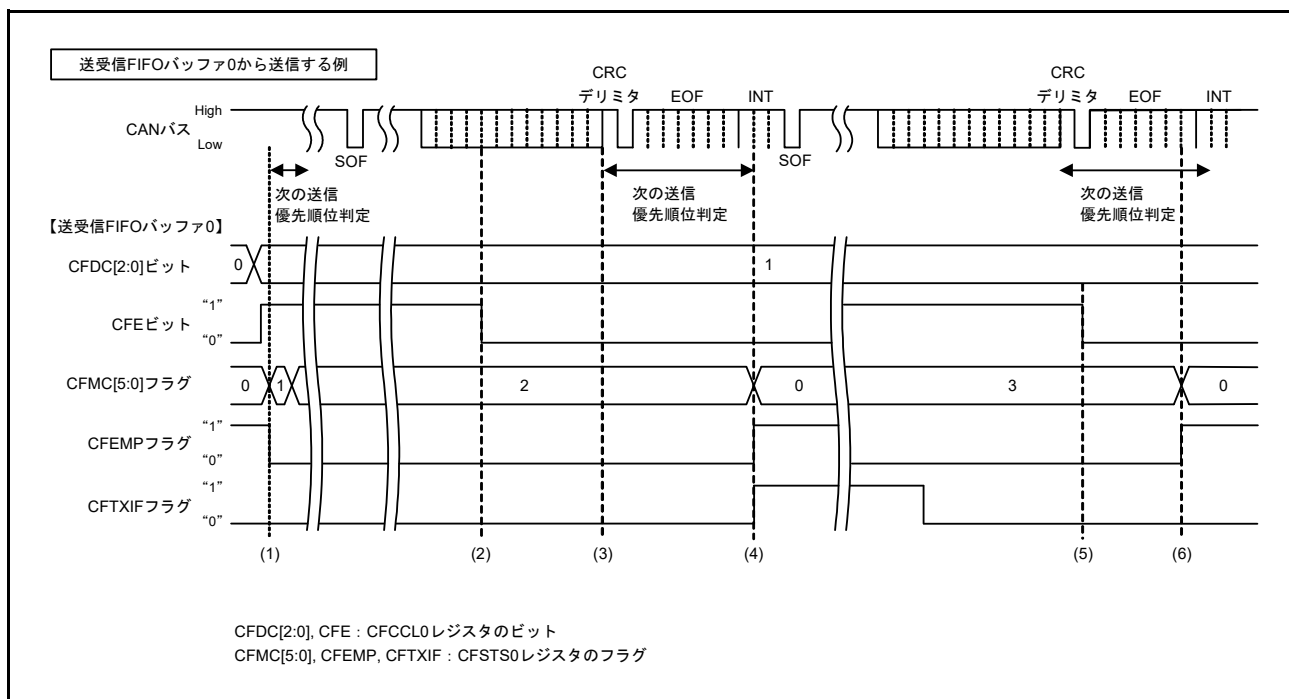 送受信FIFOバッファ0から送信する例
CRC
デリミタ
EOF
INT
CRC
デリミタ
EOF
INT
High
CANバス
Low
SOF
SOF
次の送信
優先順位判定
次の送信
優先順位判定
次の送信
優先順位判定
【送受信FIFOバッファ0】
CFDC[2:0]ビット
0
1
CFEビット
“1”
“0”
CFMC[5:0]フラグ
0
1
2
0
3
0
CFEMPフラグ
“1”
“0”
CFTXIFフラグ
“1”
“0”
(1)
(2)
(3)
(4)
(5)
(6)
CFDC[2:0], CFE : CFCCL0レジスタのビット
CFMC[5:0], CFEMP, CFTXIF : CFSTS0レジスタのフラグ